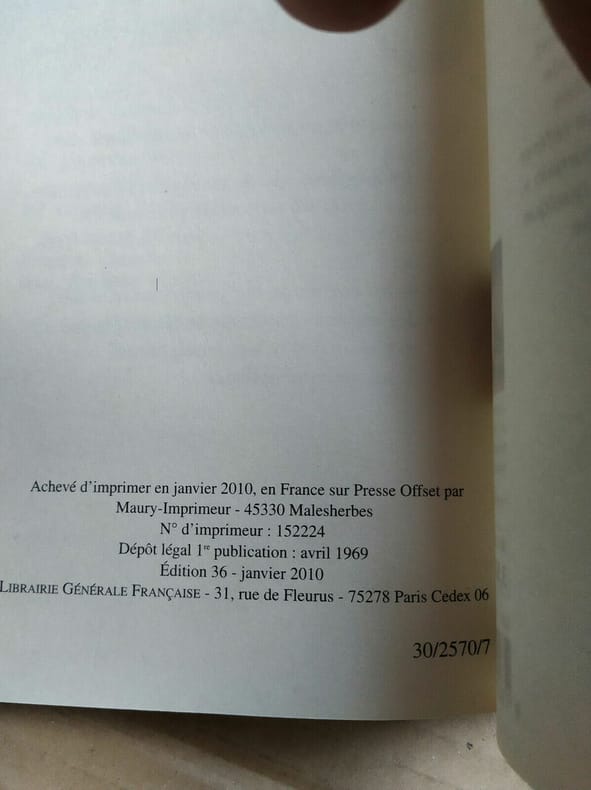 Achevé d'imprimer en janvier 2010, en France sur Presse Offset par
Maury-Imprimeur - 45330 Malesherbes
N° d'imprimeur : 152224
Dépôt légal 1re publication : avril 1969
Édition 36 - janvier 2010
LIBRAIRIE GÉNÉRALE FRANÇAISE - 31, rue de Fleurus - 75278 Paris Cedex 06
30/2570/7